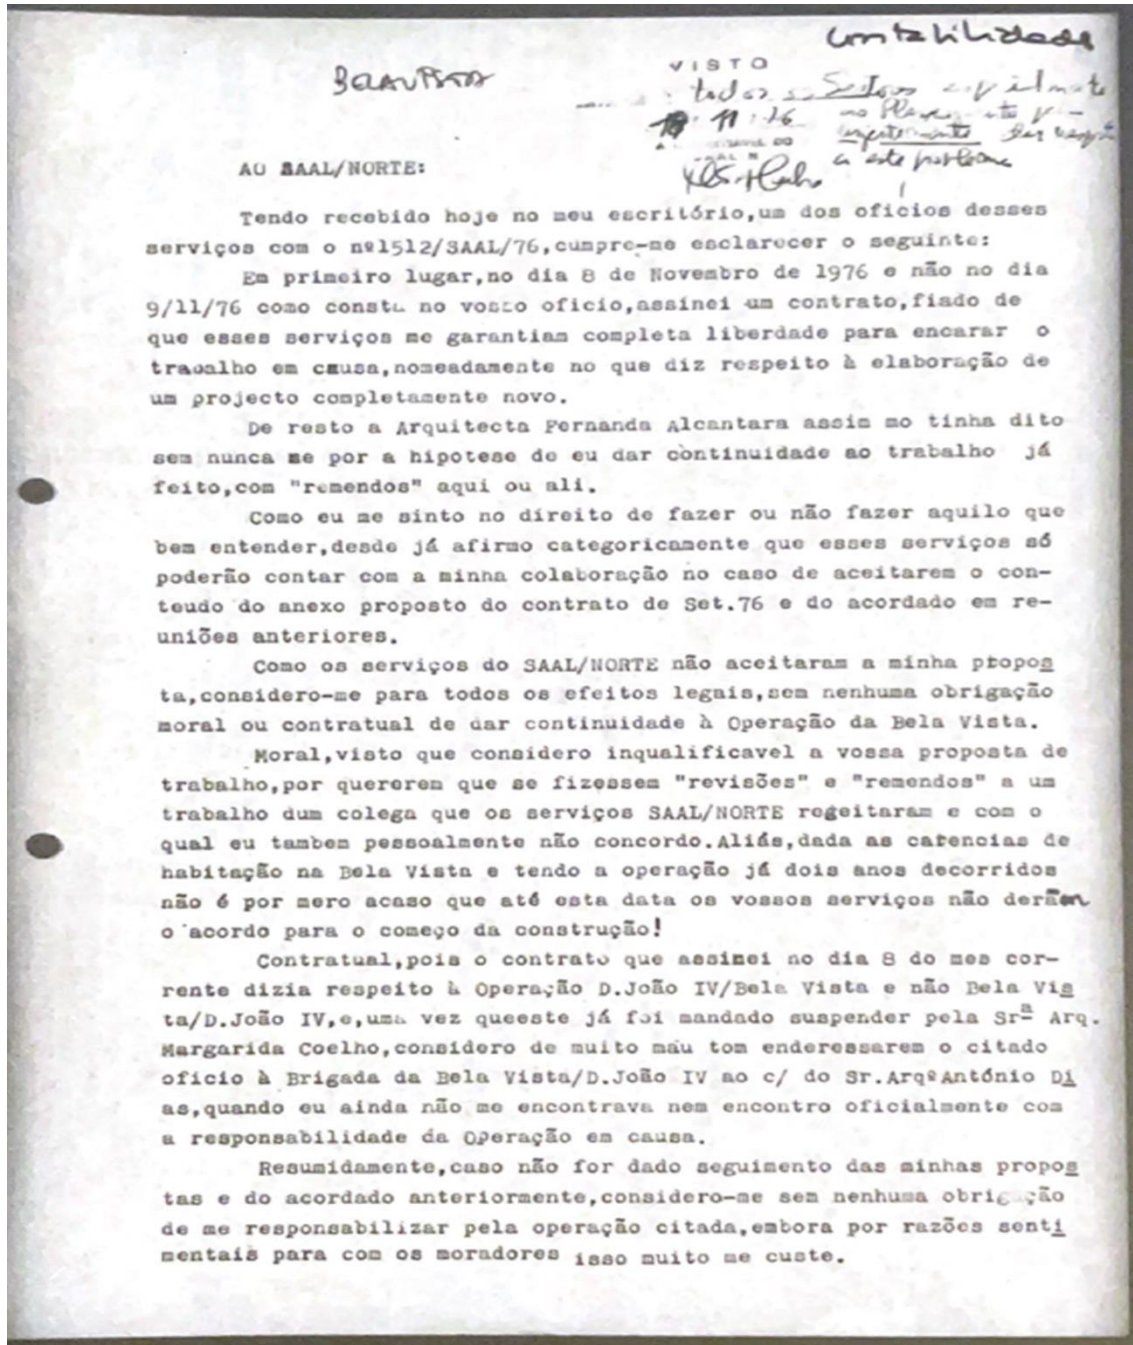 contabilidade
BELAVISTA
VISTO
todos os
11.76
a este problema
AO SAAL/NORTE:
Tendo recebido hoje no meu escritório,um dos oficios desses
serviços com o nº1512/SAAL/76,cumpre-me esclarecer o seguinte:
Em primeiro lugar,no dia 8 de Novembro de 1976 e não no dia
9/11/76 como consta no vosso oficio,assinei um contrato,fiado de
que esses serviços me garantiam completa liberdade para encarar o
trabalho em causa,nomeadamente no que diz respeito à elaboração de
um projecto completamente novo.
De resto a Arquitecta Fernanda Alcantara assim mo tinha dito
sem nunca me por a hipotese de eu dar continuidade ao trabalho já
feito,com "remendos" aqui ou ali.
Como eu me sinto no direito de fazer ou não fazer aquilo que
bem entender,desde já afirmo categoricamente que esses serviços só
poderão contar com a minha colaboração no caso de aceitarem o con-
teudo do anexo proposto do contrato de Set.76 e do acordado em re-
uniões anteriores.
Como os serviços do SAAL/NORTE não aceitaram a minha propos
ta,considero-me para todos os efeitos legais,sem nenhuma obrigação
moral ou contratual de dar continuidade à Operação da Bela Vista.
Moral,visto que considero inqualificavel a vossa proposta de
trabalho,por quererem que se fizessem "revisões" e "remendos" a um
trabalho dum colega que os serviços SAAL/NORTE regeitaram e com o
qual eu tambem pessoalmente não concordo.Aliás,dada as carencias de
habitação na Bela Vista e tendo a operação já dois anos decorridos
não é por mero acaso que até esta data os vossos serviços não deram
o acordo para o começo da construção!
Contratual,pois o contrato que assinei no dia 8 do mes cor-
rente dizia respeito à Operação D.João IV/Bela Vista e não Bela Vis
ta/D.João IV,e,uma vez queeste já foi mandado suspender pela Srª Arq.
Margarida Coelho,considero de muito mau tom enderessarem o citado
oficio à Brigada da Bela Vista/D.João IV ao c/ do Sr.ArqºAntónio Di
as,quando eu ainda não me encontrava nem encontro oficialmente com
a responsabilidade da Operação em causa.
Resumidamente,caso não for dado seguimento das minhas propos
tas e do acordado anteriormente,considero-me sem nenhuma obrigação
de me responsabilizar pela operação citada,embora por razões senti
mentais para com os moradores isso muito me custe.